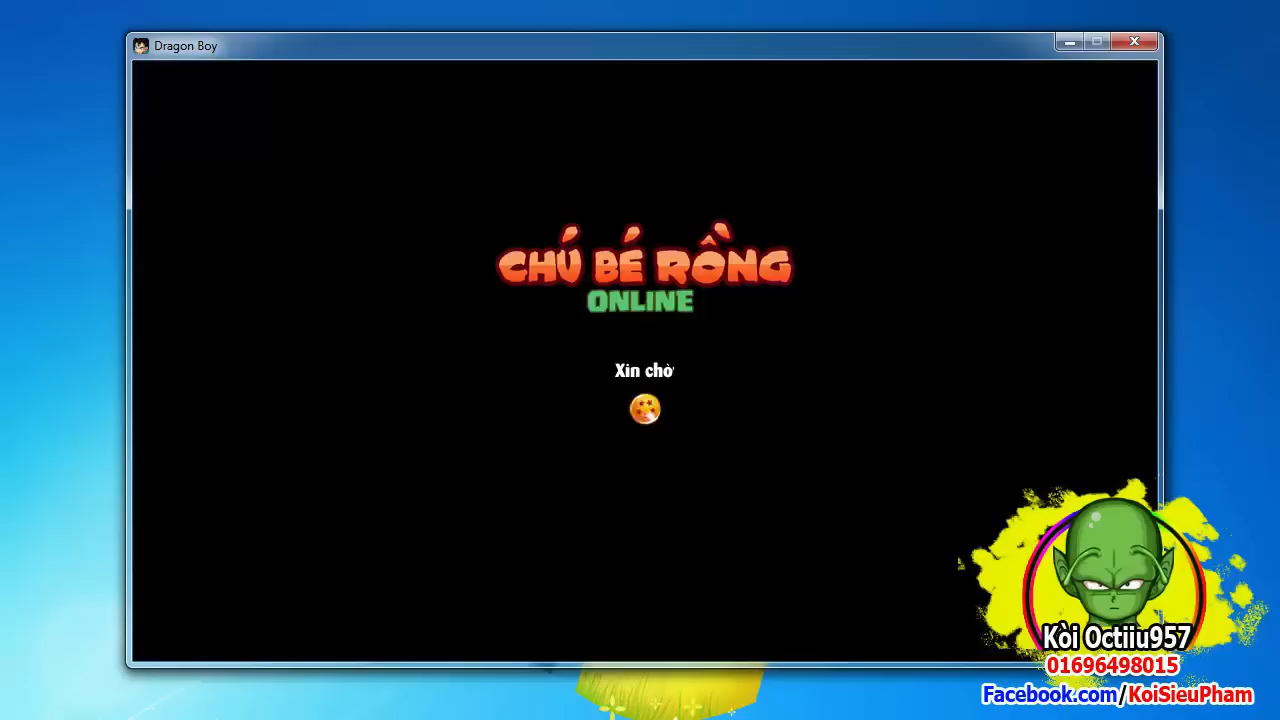 Dragon Boy
CHÚ BÉ RỒNG
ONLINE
Xin chờ
Kòi Octiiu957
01696498015
Facebook.com/KoiSieuPham